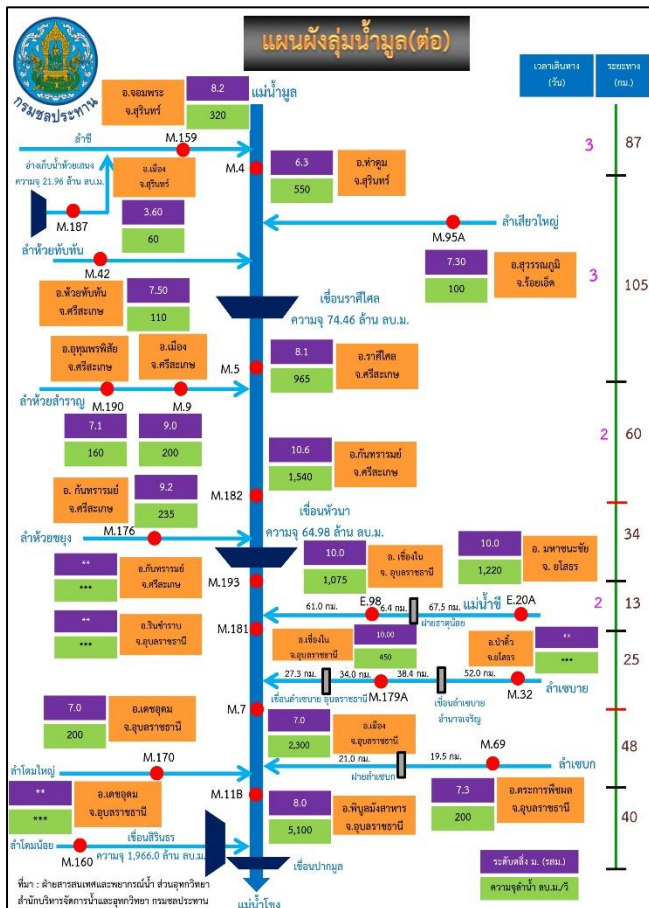 แผนผังลุ่มน้ำมูล(ต่อ)
กรมชลประทาน
เวลาเดินทาง
(วัน)
ระยะทาง
(กม.)
อ.จอมพระ
จ.สุรินทร์
8.2
320
แม่น้ำมูล
ลำชี
M.159
3
87
อ่างเก็บน้ำห้วยเสนง
ความจุ 21.96 ล้าน ลบ.ม.
อ.เมือง
จ.สุรินทร์
M.4
6.3
550
อ.ท่าตูม
จ.สุรินทร์
M.187
3.60
60
ลำเสียวใหญ่
M.95A
ลำห้วยทับทัน
M.42
7.30
100
อ.สุวรรณภูมิ
จ.ร้อยเอ็ด
3
105
อ.ห้วยทับทัน
จ.ศรีสะเกษ
7.50
110
เขื่อนราศีไศล
ความจุ 74.46 ล้าน ลบ.ม.
อ.อุทุมพรพิสัย
จ.ศรีสะเกษ
อ.เมือง
จ.ศรีสะเกษ
M.5
8.1
965
อ.ราศีไศล
จ.ศรีสะเกษ
ลำห้วยสำราญ
M.190
M.9
7.1
160
9.0
200
2
60
10.6
1,540
อ.กันทรารมย์
จ.ศรีสะเกษ
อ. กันทรารมย์
จ.ศรีสะเกษ
9.2
235
M.182
M.176
ลำห้วยขยุง
เขื่อนหัวนา
ความจุ 64.98 ล้าน ลบ.ม.
34
**
***
อ.กันทรารมย์
จ.ศรีสะเกษ
M.193
10.0
1,075
อ. เขื่องใน
จ. อุบลราชธานี
10.0
1,220
อ. มหาชนะชัย
จ. ยโสธร
61.0 กม.
E.98
6.4 กม.
67.5 กม.
แม่น้ำชี
E.20A
ฝายธาตุน้อย
2
13
**
***
อ.วารินชำราบ
จ.อุบลราชธานี
M.181
อ.เขื่องใน
จ.อุบลราชธานี
10.00
450
อ.ป่าติ้ว
จ.ยโสธร
**
***
25
27.3 กม.
34.0 กม.
38.4 กม.
52.0 กม.
เขื่อนลำเซบาย อุบลราชธานี
M.179A
เขื่อนลำเซบาย
อำนาจเจริญ
M.32
ลำเซบาย
7.0
200
อ.เดชอุดม
จ.อุบลราชธานี
M.7
7.0
2,300
อ.เมือง
จ.อุบลราชธานี
48
M.170
ลำโดมใหญ่
21.0 กม.
19.5 กม.
M.69
ลำเซบก
ฝายลำเซบก
**
***
อ.เดชอุดม
จ.อุบลราชธานี
M.11B
8.0
5,100
อ.พิบูลมังสาหาร
จ.อุบลราชธานี
7.3
200
อ.ตระการพืชผล
จ.อุบลราชธานี
40
ลำโดมน้อย
เขื่อนสิรินธร
ความจุ 1,966.0 ล้าน ลบ.ม.
M.160
เขื่อนปากมูล
แม่น้ำโขง
ระดับตลิ่ง ม. (รสม.)
ความจุลำน้ำ ลบ.ม./วิ
ที่มา : ฝ่ายสารสนเทศและพยากรณ์น้ำ ส่วนอุทกวิทยา
สำนักบริหารจัดการน้ำและอุทกวิทยา กรมชลประทาน